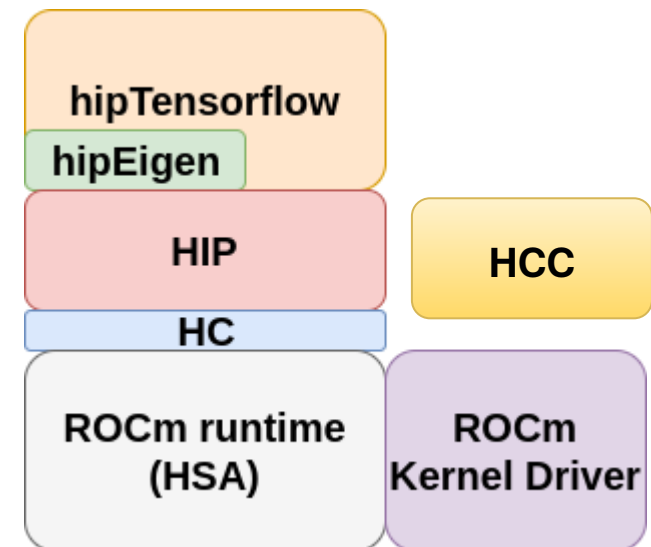 hipTensorflow
hipEigen
HIP
HCC
HC
ROCm runtime
(HSA)
ROCm
Kernel Driver